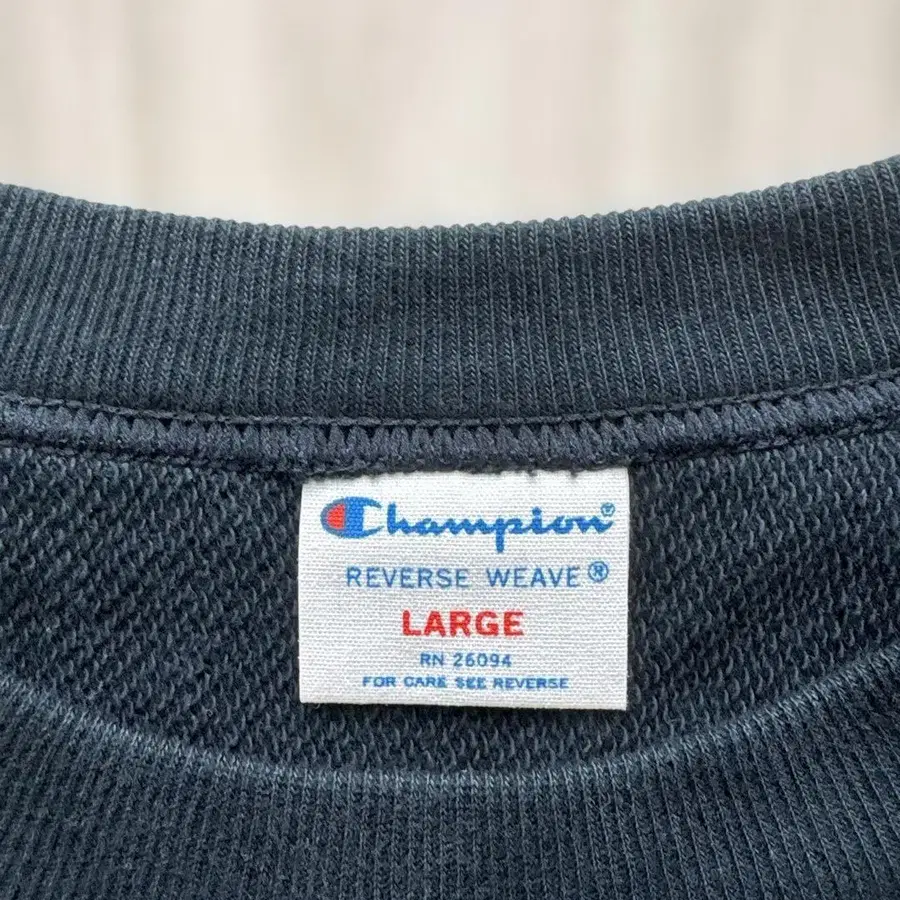 Champion®
REVERSE WEAVE®
LARGE
RN 26094
FOR CARE SEE REVERSE